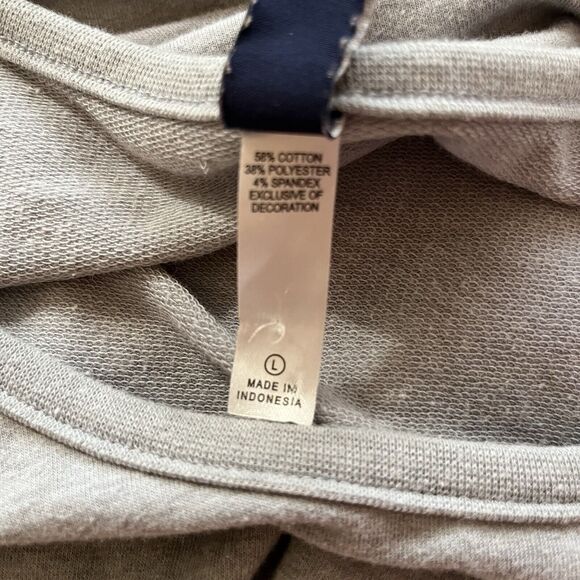 58% COTTON
38% POLYESTER
4% SPANDEX
EXCLUSIVE OF
DECORATION
L
MADE IN
INDONESIA